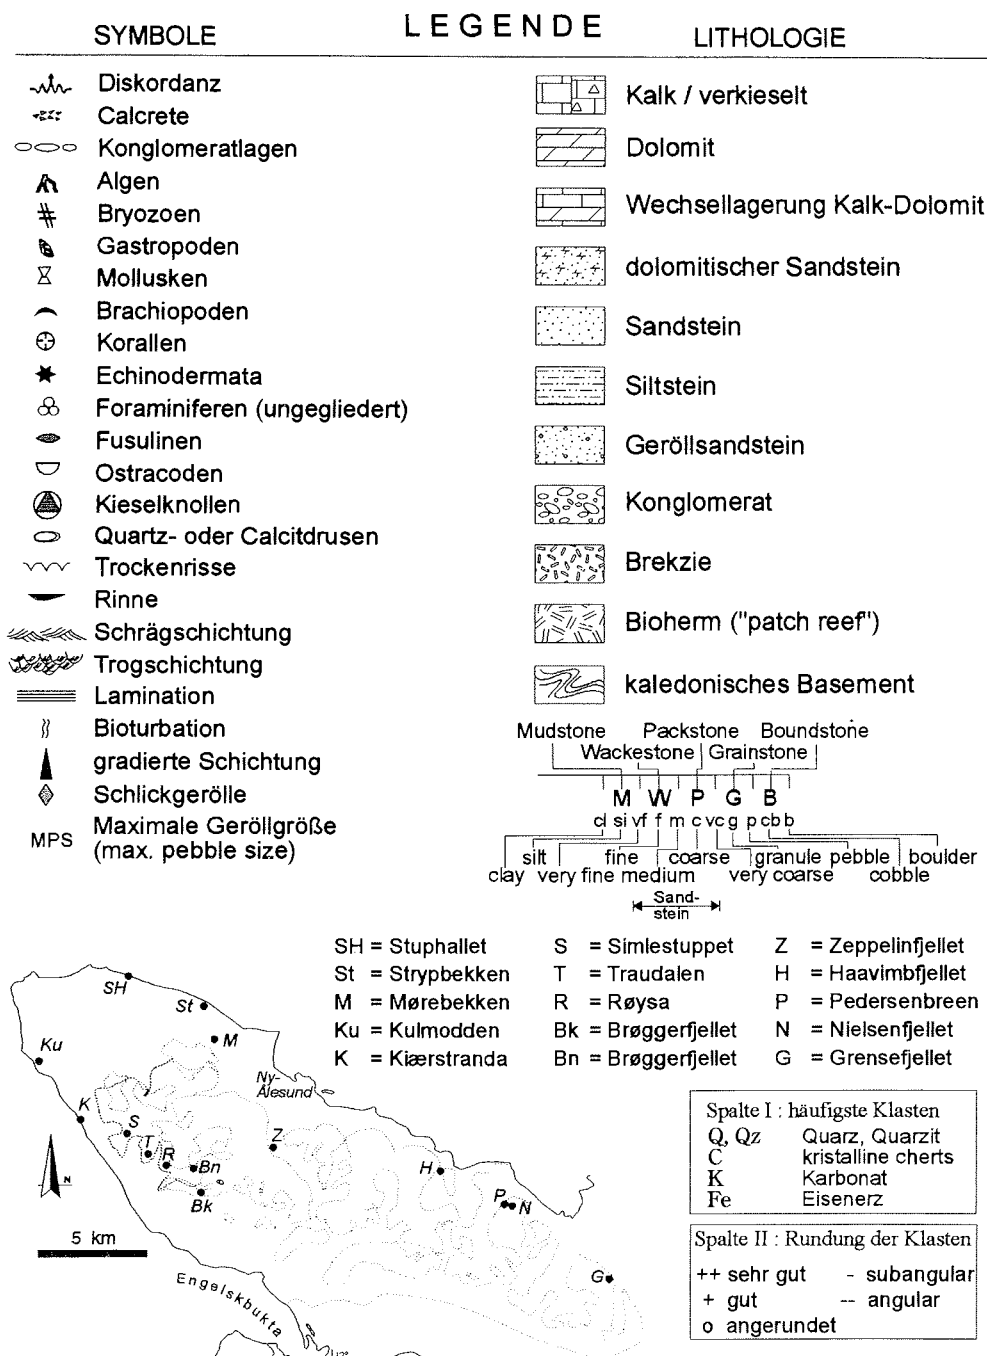 LEGENDE
SYMBOLE
LITHOLOGIE
Diskordanz
Calcrete
Konglomeratlagen
Algen
Bryozoen
Gastropoden
Mollusken
Brachiopoden
Korallen
Echinodermata
Foraminiferen (ungegliedert)
Fusulinen
Ostracoden
Kieselknollen
Quartz- oder Calcitdrusen
Trockenrisse
Rinne
Schrägschichtung
Trogschichtung
Lamination
Bioturbation
gradierte Schichtung
Schlickgerölle
MPS Maximale Geröllgröße
(max. pebble size)
Kalk / verkieselt
Dolomit
Wechsellagerung Kalk-Dolomit
dolomitischer Sandstein
Sandstein
Siltstein
Geröllsandstein
Konglomerat
Brekzie
Bioherm ("patch reef")
kaledonisches Basement
Mudstone Packstone Boundstone
Wackestone Grainstone
M W P G B
cl si vf f m c vc g p cb b
silt fine coarse granule pebble boulder
clay very fine medium very coarse cobble
Sand-
stein
SH = Stuphallet
St = Strypbekken
M = Mørebekken
Ku = Kulmodden
K = Kiærstranda
S = Simlestuppet
T = Traudalen
R = Røysa
Bk = Brøggerfjellet
Bn = Brøggerfjellet
Z = Zeppelinfjellet
H = Haavimbfjellet
P = Pedersenbreen
N = Nielsenfjellet
G = Grensefjellet
SH
St
M
Ku
Ny-
Ålesund
K
S
T
R
Bn
Bk
Z
H
P
N
G
N
5 km
Engelskbukta
Spalte I : häufigste Klasten
Q, Qz Quarz, Quarzit
C kristalline cherts
K Karbonat
Fe Eisenerz
Spalte II : Rundung der Klasten
++ sehr gut - subangular
+ gut -- angular
o angerundet